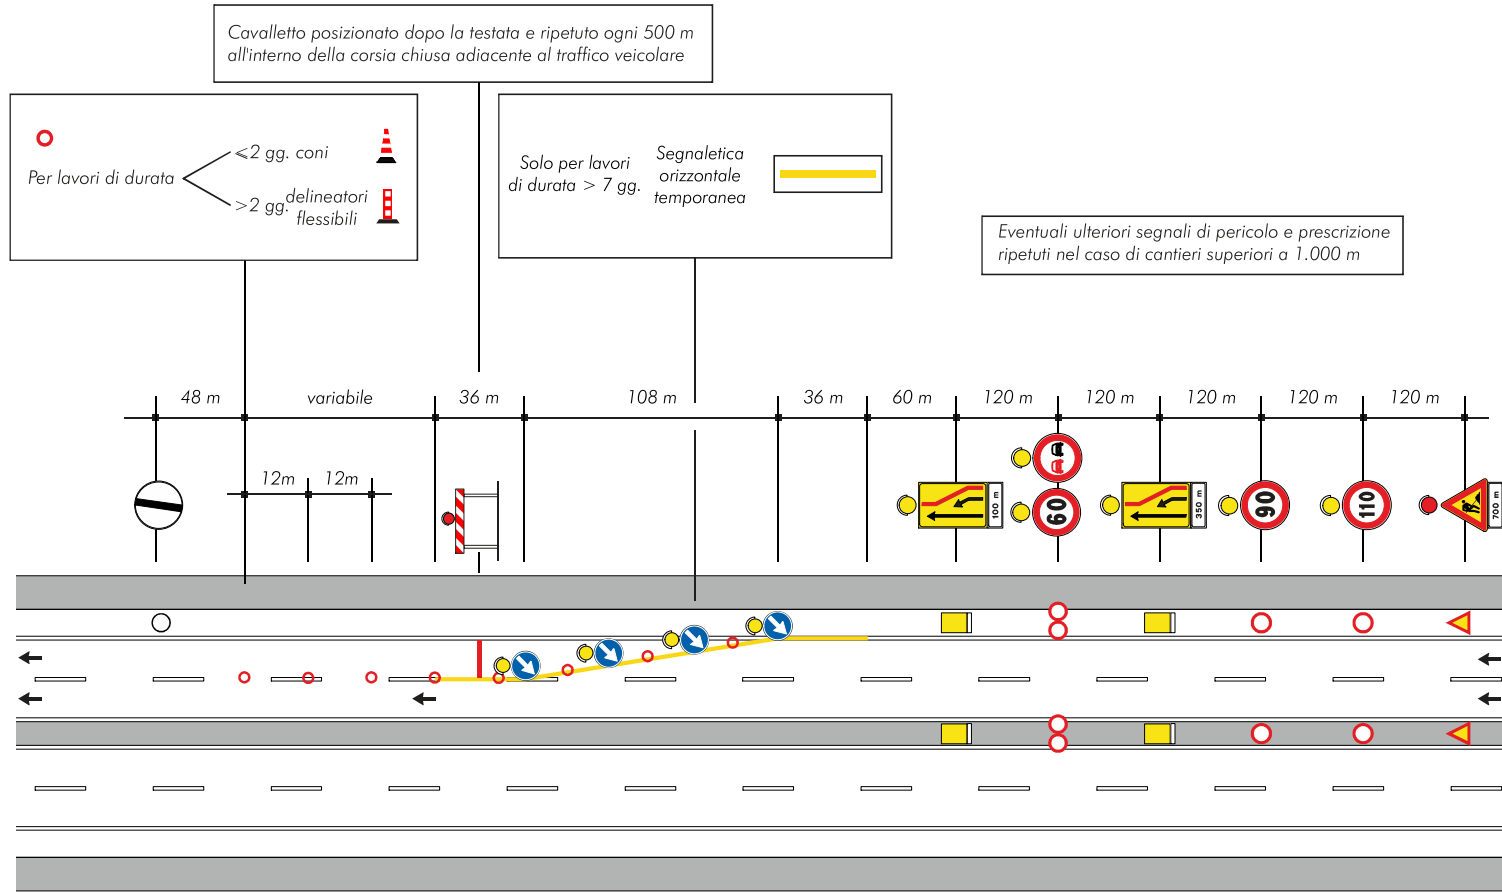 Cavalletto posizionato dopo la testata e ripetuto ogni 500 m
all'interno della corsia chiusa adiacente al traffico veicolare
Per lavori di durata
⩽2 gg. coni
>2 gg. delineatori
flessibili
Solo per lavori
di durata > 7 gg.
Segnaletica
orizzontale
temporanea
Eventuali ulteriori segnali di pericolo e prescrizione
ripetuti nel caso di cantieri superiori a 1.000 m
48 m
variabile
36 m
108 m
36 m
60 m
120 m
120 m
120 m
120 m
120 m
12m
12m
100 m
60
350 m
90
110
700 m